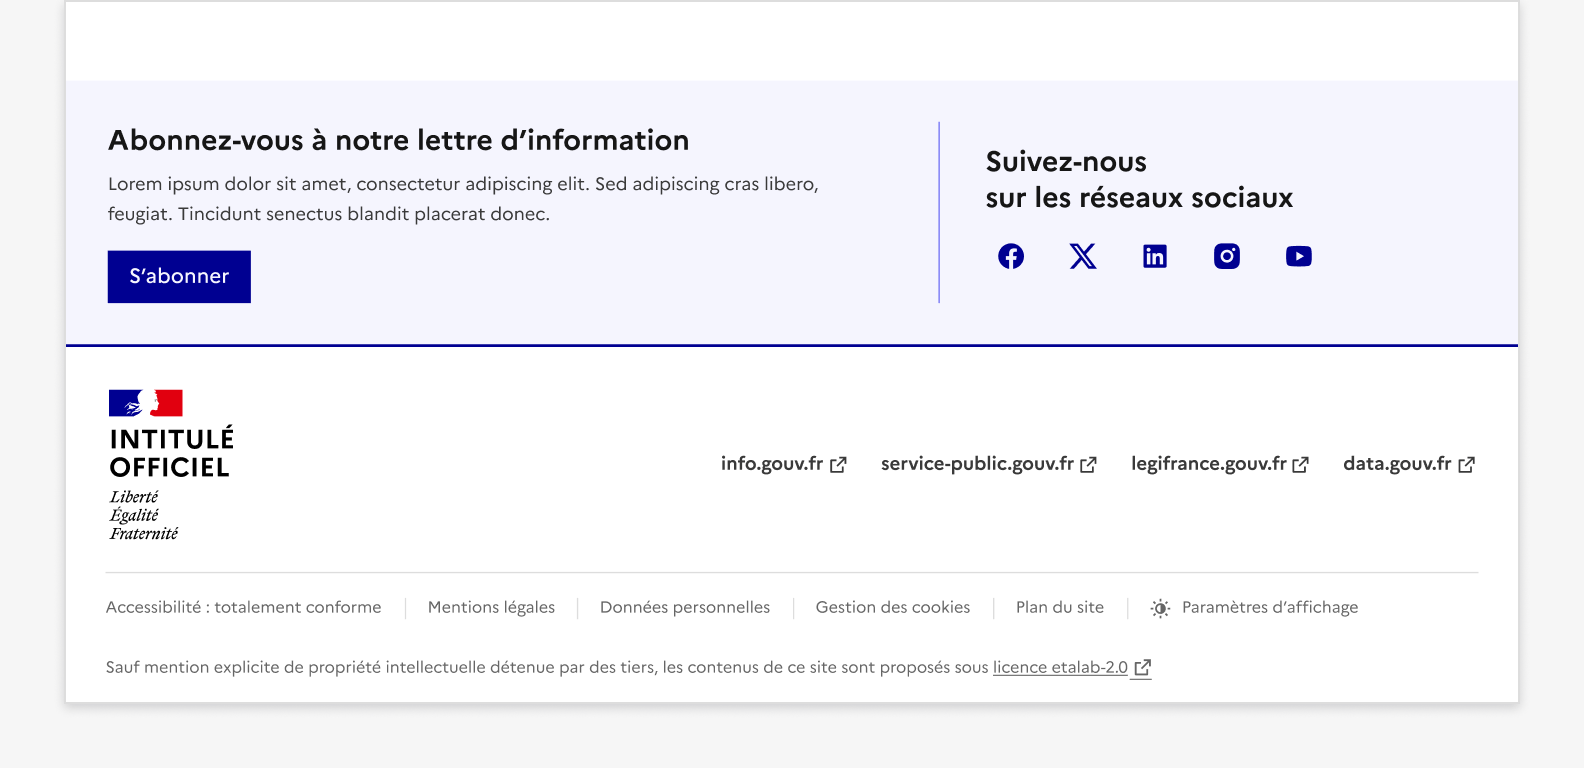 Abonnez-vous à notre lettre d’information
Lorem ipsum dolor sit amet, consectetur adipiscing elit. Sed adipiscing cras libero,
feugiat. Tincidunt senectus blandit placerat donec.
S’abonner
Suivez-nous
sur les réseaux sociaux
INTITULÉ
OFFICIEL
Liberté
Égalité
Fraternité
info.gouv.fr service-public.gouv.fr legifrance.gouv.fr data.gouv.fr
Accessibilité : totalement conforme Mentions légales Données personnelles Gestion des cookies Plan du site Paramètres d’affichage
Sauf mention explicite de propriété intellectuelle détenue par des tiers, les contenus de ce site sont proposés sous licence etalab-2.0